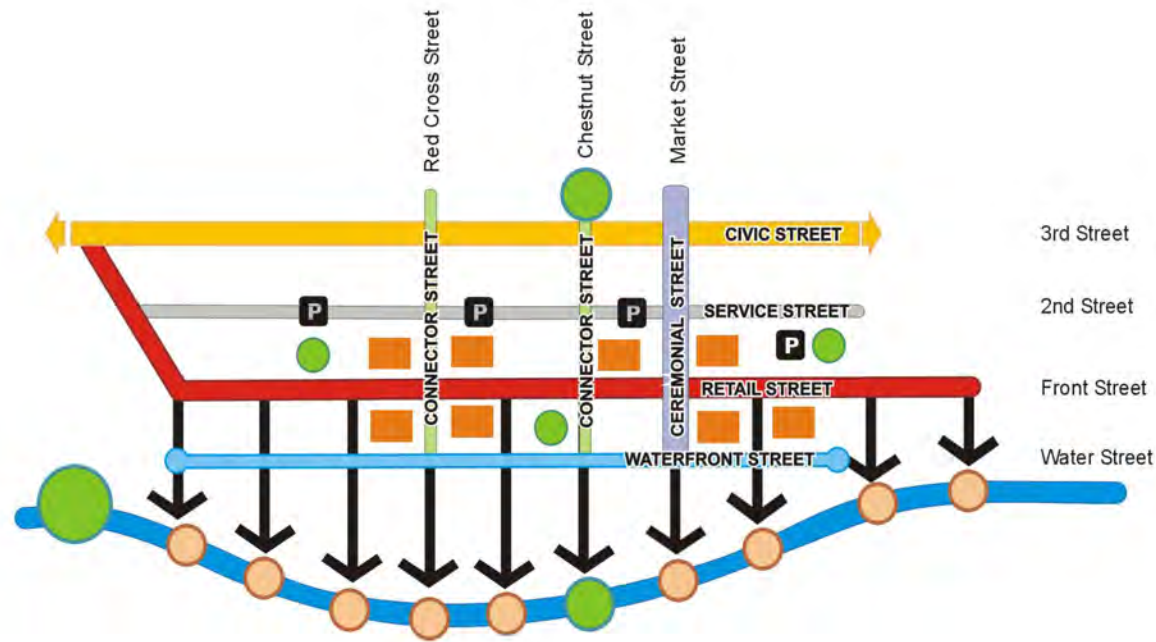 Red Cross Street
Chestnut Street
Market Street
CIVIC STREET
3rd Street
CONNECTOR STREET
CONNECTOR STREET
CEREMONIAL STREET
P
P
P
SERVICE STREET
2nd Street
P
RETAIL STREET
Front Street
WATERFRONT STREET
Water Street